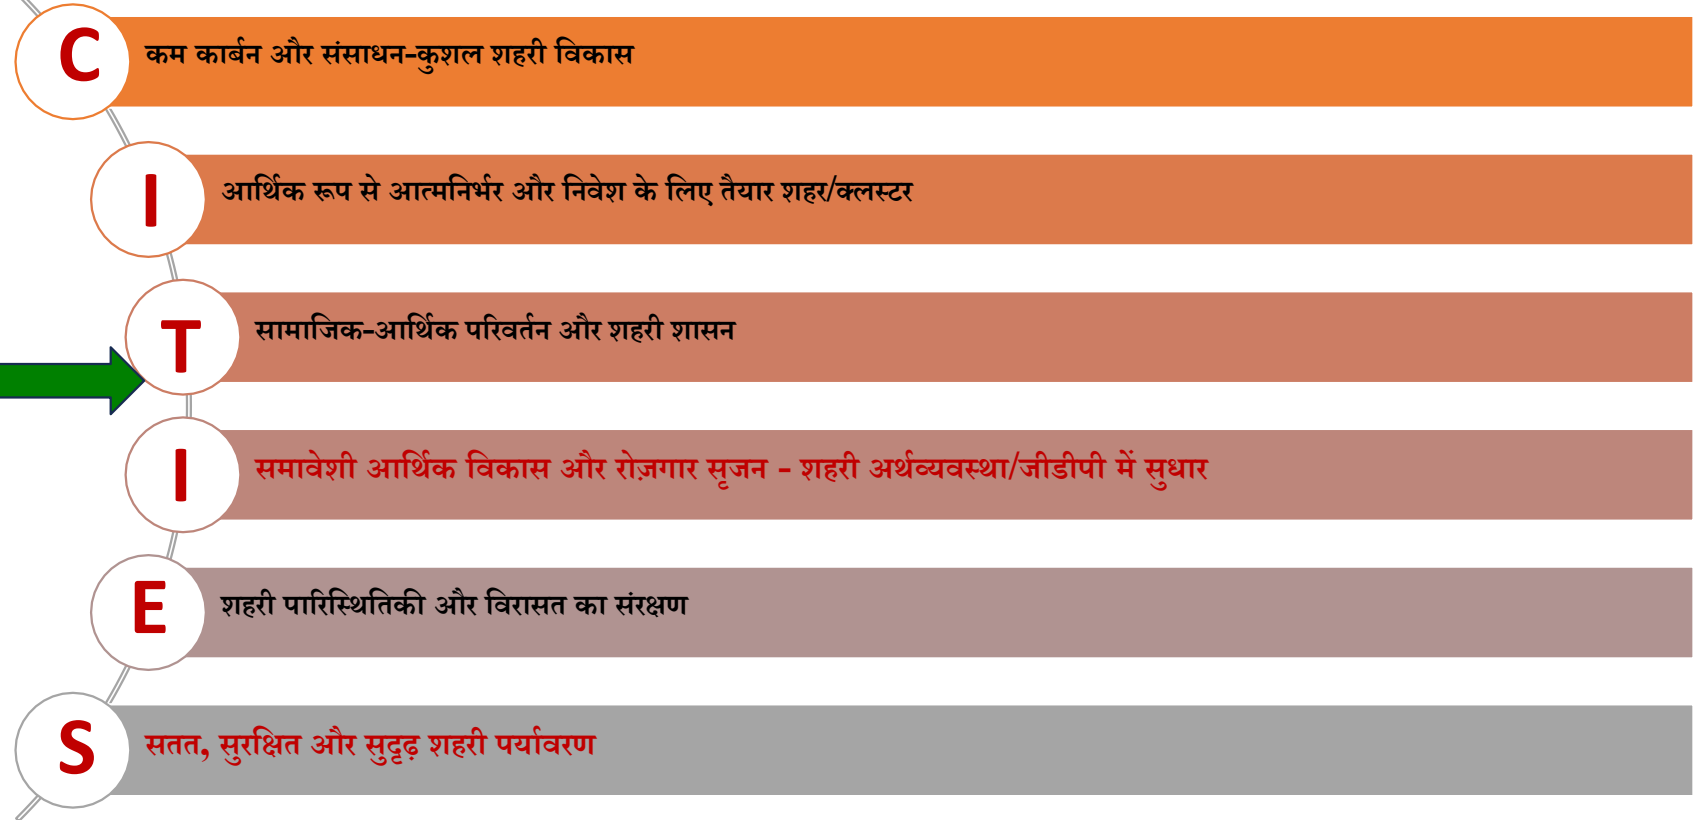 C
कम कार्बन और संसाधन-कुशल शहरी विकास
I
आर्थिक रूप से आत्मनिर्भर और निवेश के लिए तैयार शहर/क्लस्टर
T
सामाजिक-आर्थिक परिवर्तन और शहरी शासन
I
समावेशी आर्थिक विकास और रोज़गार सृजन - शहरी अर्थव्यवस्था/जीडीपी में सुधार
E
शहरी पारिस्थितिकी और विरासत का संरक्षण
S
सतत, सुरक्षित और सुदृढ़ शहरी पर्यावरण